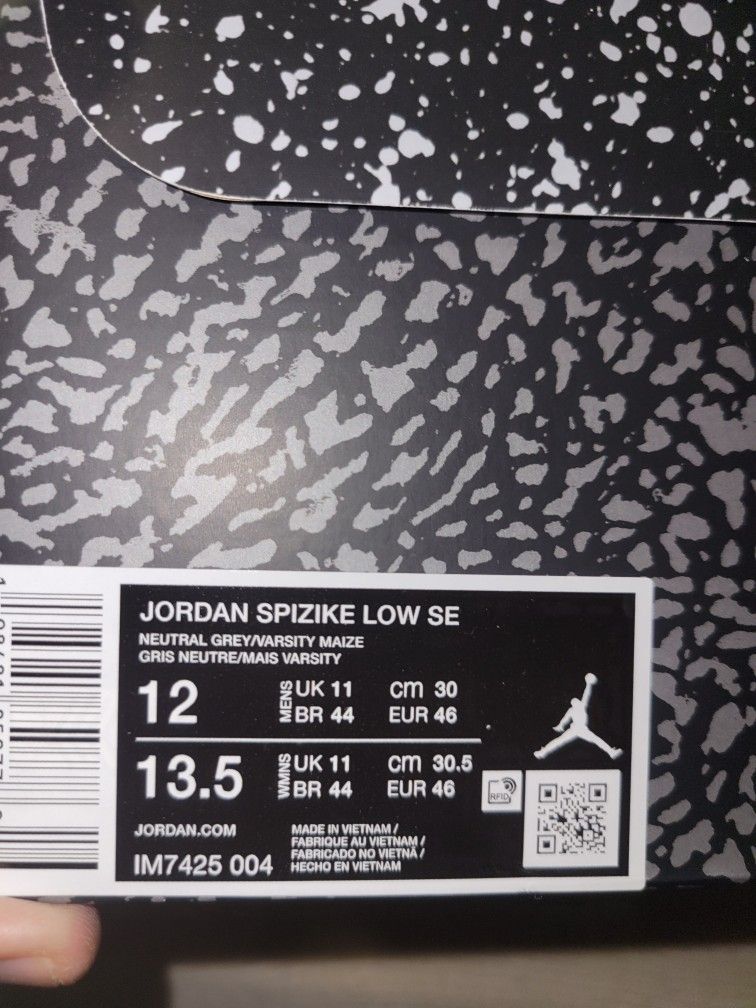 JORDAN SPIZIKE LOW SE
NEUTRAL GREY/VARSITY MAIZE
GRIS NEUTRE/MAIS VARSITY
12 MENS UK 11 cm 30
BR 44 EUR 46
13.5 WMNS UK 11 cm 30.5
BR 44 EUR 46
RFID
JORDAN.COM
IM7425 004
MADE IN VIETNAM /
FABRIQUE AU VIETNAM /
FABRICADO NO VIETNÃ /
HECHO EN VIETNAM